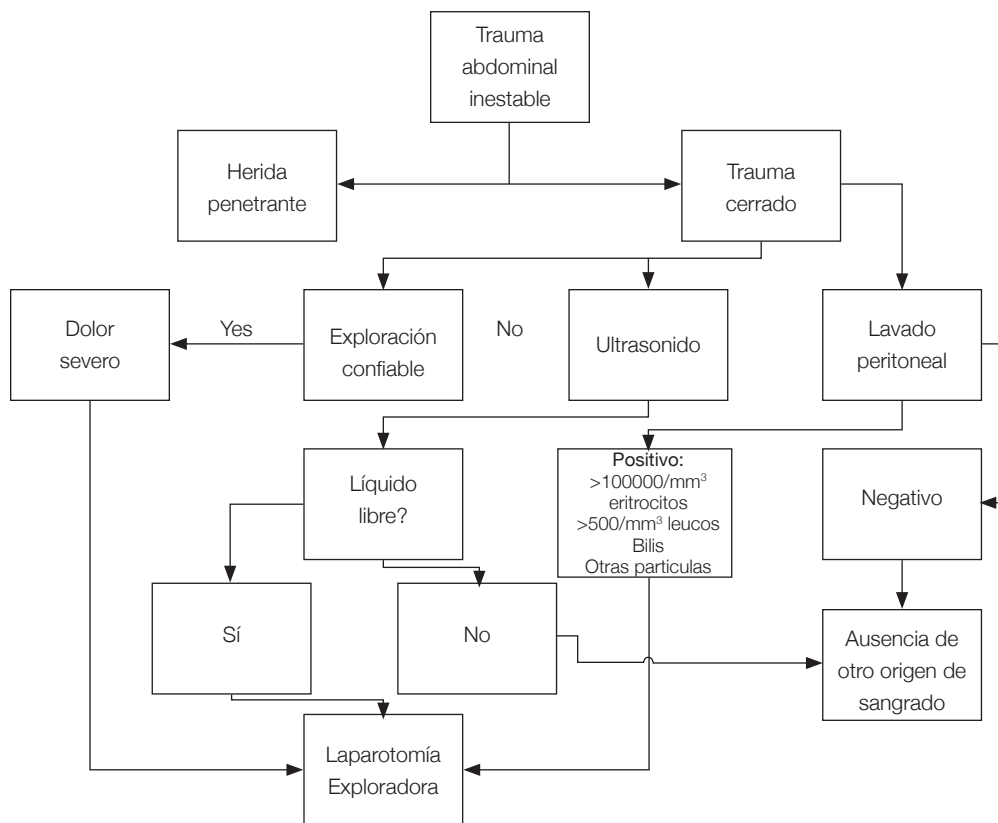 Trauma
abdominal
inestable
Herida
penetrante
Trauma
cerrado
Dolor
severo
Yes
Exploración
confiable
No
Ultrasonido
Lavado
peritoneal
Líquido
libre?
Positivo:
>100000/mm³
eritrocitos
>500/mm³ leucos
Bilis
Otras particulas
Negativo
Sí
No
Ausencia de
otro origen de
sangrado
Laparotomía
Exploradora